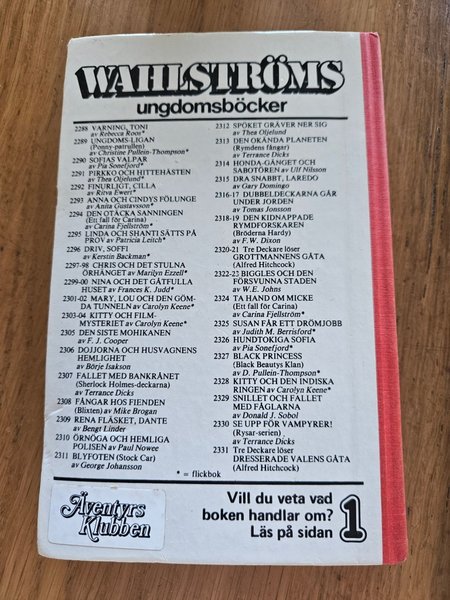 WAHLSTRÖMS
ungdomsböcker
2288 VARNING, TONI
av Rebecca Roos*
2289 UNGDOMS-LIGAN
(Ponny-patrullen)
av Christine Pullein-Thompson*
2290 SOFIAS VALPAR
av Pia Sonefjord*
2291 PIRKKO OCH HITTEHÄSTEN
av Thea Oljelund
2292 FINURLIGT, CILLA
av Ritva Ewert*
2293 ANNA OCH CINDYS FÖLUNGE
av Anita Gustavsson*
2294 DEN OTÄCKA SANNINGEN
(Ett fall för Carina)
av Carina Fjellström*
2295 LINDA OCH SHANTI SÄTTS PÅ
PROV av Patricia Leitch*
2296 DRIV, SOFFI
av Kerstin Backman*
2297-98 CHRIS OCH DET STULNA
ÖRHÄNGET av Marilyn Ezzell*
2299-00 NINA OCH DET GÅTFULLA
HUSET av Frances K. Judd*
2301-02 MARY, LOU OCH DEN GÖM-
DA TUNNELN av Carolyn Keene*
2303-04 KITTY OCH FILM-
MYSTERIET av Carolyn Keene*
2305 DEN SISTE MOHIKANEN
av F. J. Cooper
2306 DOJJORNA OCH HUSVAGNENS
HEMLIGHET
av Börje Isakson
2307 FALLET MED BANKRÅNET
(Sherlock Holmes-deckarna)
av Terrance Dicks
2308 FÅNGAR HOS FIENDEN
(Blixten) av Mike Brogan
2309 RENA FLÄSKET, DANTE
av Bengt Linder
2310 ÖRNÖGA OCH HEMLIGA
POLISEN av Paul Nowee
2311 BLYFOTEN (Stock Car)
av George Johansson
2312 SPÖKET GRÄVER NER SIG
av Thea Oljelund
2313 DEN OKÄNDA PLANETEN
(Rymdens fångar)
av Terrance Dicks
2314 HONDA-GÄNGET OCH
SABOTÖREN av Ulf Nilsson
2315 DRA SNABBT, LAREDO
av Gary Domingo
2316-17 DUBBELDECKARNA GÅR
UNDER JORDEN
av Tomas Jonsson
2318-19 DEN KIDNAPPADE
RYMDFORSKAREN
(Bröderna Hardy)
av F.W. Dixon
2320-21 Tre Deckare löser
GROTTMANNENS GÅTA
(Alfred Hitchcock)
2322-23 BIGGLES OCH DEN
FÖRSVUNNA STADEN
av W.E. Johns
2324 TA HAND OM MICKE
(Ett fall för Carina)
av Carina Fjellström*
2325 SUSAN FÅR ETT DRÖMJOBB
av Judith M. Berrisford*
2326 HUNDTOKIGA SOFIA
av Pia Sonefjord*
2327 BLACK PRINCESS
(Black Beautys Klan)
av D. Pullein-Thompson*
2328 KITTY OCH DEN INDISKA
RINGEN av Carolyn Keene*
2329 SNILLET OCH FALLET
MED FÅGLARNA
av Donald J. Sobol
2330 SE UPP FÖR VAMPYRER!
(Rysar-serien)
av Terrance Dicks
2331 Tre Deckare löser
DRESSERADE VALENS GÅTA
(Alfred Hitchcock)
* = flickbok
Äventyrs
Klubben
Vill du veta vad
boken handlar om?
Läs på sidan 1